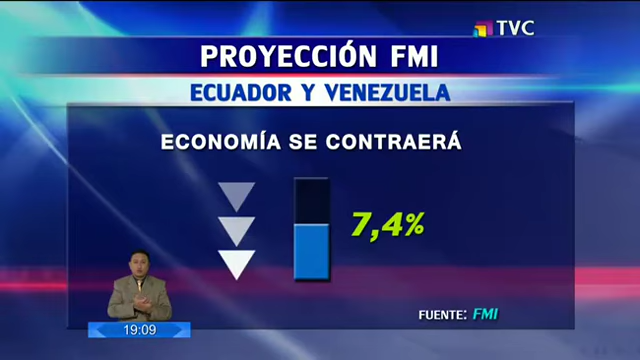 TVC
PROYECCIÓN FMI
ECUADOR Y VENEZUELA
ECONOMÍA SE CONTRAERÁ
7,4%
19:09
FUENTE: FMI